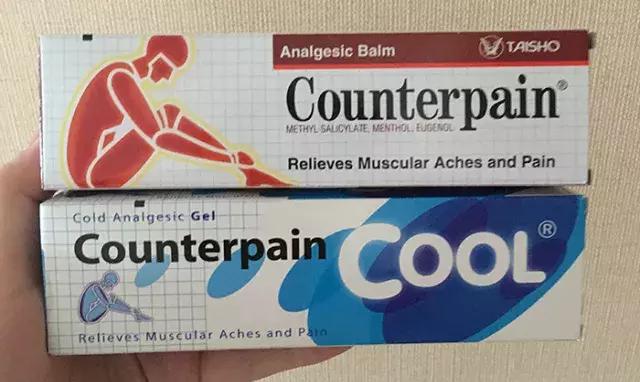 Analgesic Balm
TAISHO
Counterpain®
METHYL SALICYLATE, MENTHOL, EUGENOL
Relieves Muscular Aches and Pain
Cold Analgesic Gel
Counterpain COOL®
Relieves Muscular Aches and Pain